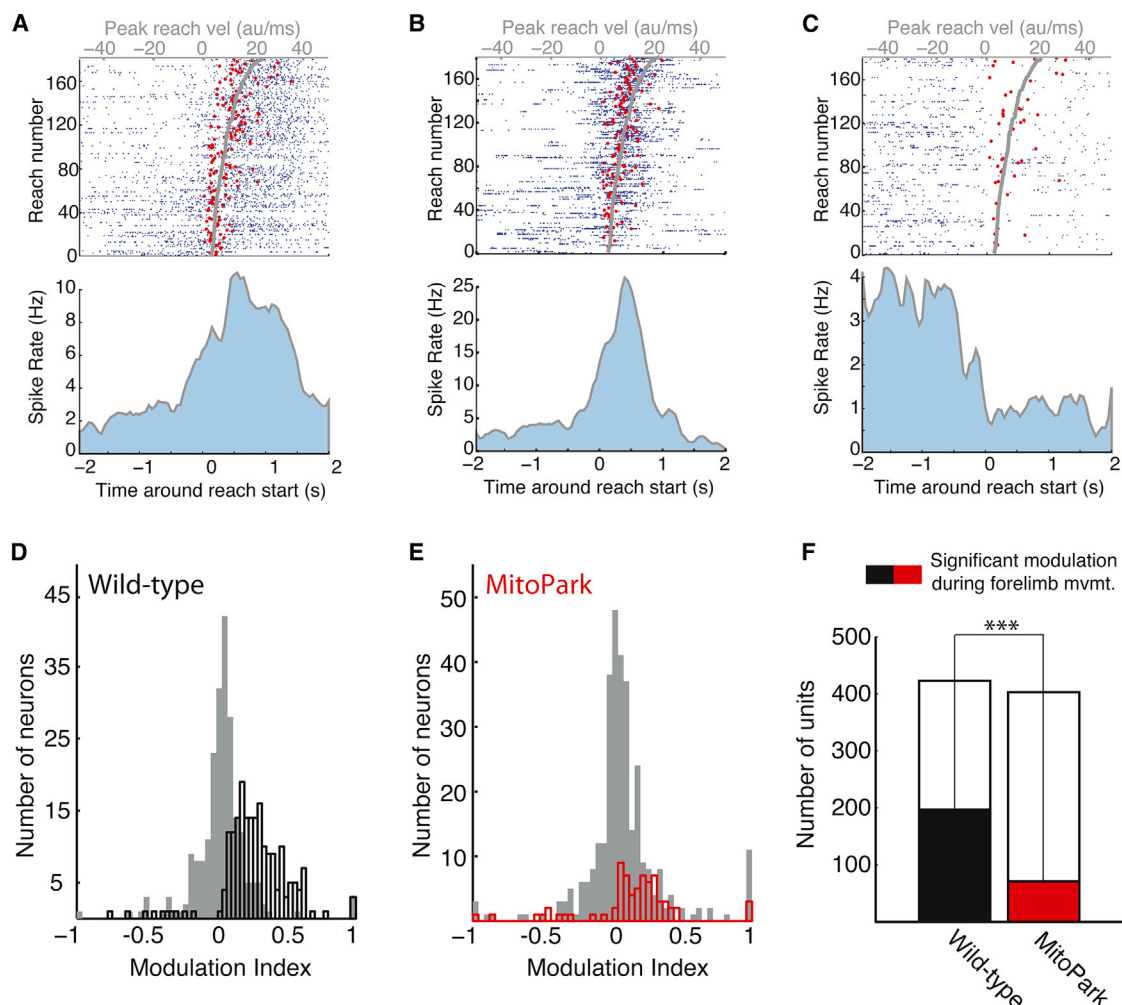 A
Peak reach vel (au/ms)
−40 −20 0 20 40
Reach number
160
120
80
40
0
Spike Rate (Hz)
10
8
6
4
2
0
−2 −1 0 1 2
Time around reach start (s)
B
Peak reach vel (au/ms)
−40 −20 0 20 40
Reach number
160
120
80
40
0
Spike Rate (Hz)
25
20
15
10
5
0
−2 −1 0 1 2
Time around reach start (s)
C
Peak reach vel (au/ms)
−40 −20 0 20 40
Reach number
160
120
80
40
0
Spike Rate (Hz)
4
3
2
1
0
−2 −1 0 1 2
Time around reach start (s)
D
Wild-type
Number of neurons
45
35
25
15
5
−1 -0.5 0 0.5 1
Modulation Index
E
MitoPark
Number of neurons
50
40
30
20
10
−1 -0.5 0 0.5 1
Modulation Index
F
Significant modulation
during forelimb mvmt.
***
Number of units
500
400
300
200
100
Wild-type
MitoPark